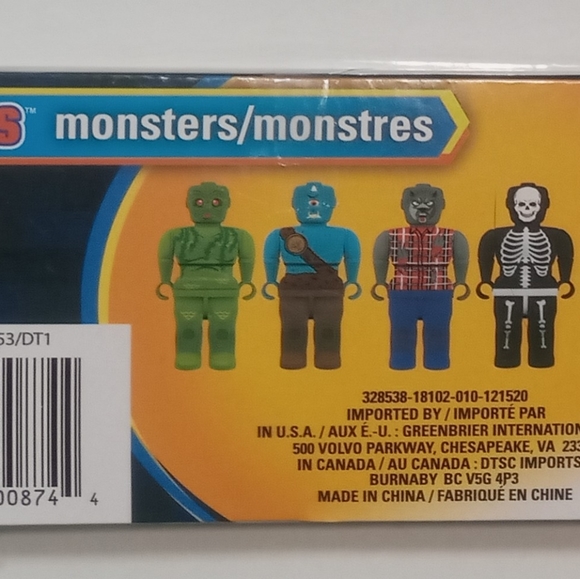 S™ monsters/monstres
53/DT1
00874 4
328538-18102-010-121520
IMPORTED BY / IMPORTÉ PAR
IN U.S.A. / AUX É.-U. : GREENBRIER INTERNATION
500 VOLVO PARKWAY, CHESAPEAKE, VA 233
IN CANADA / AU CANADA : DTSC IMPORTS
BURNABY BC V5G 4P3
MADE IN CHINA / FABRIQUÉ EN CHINE